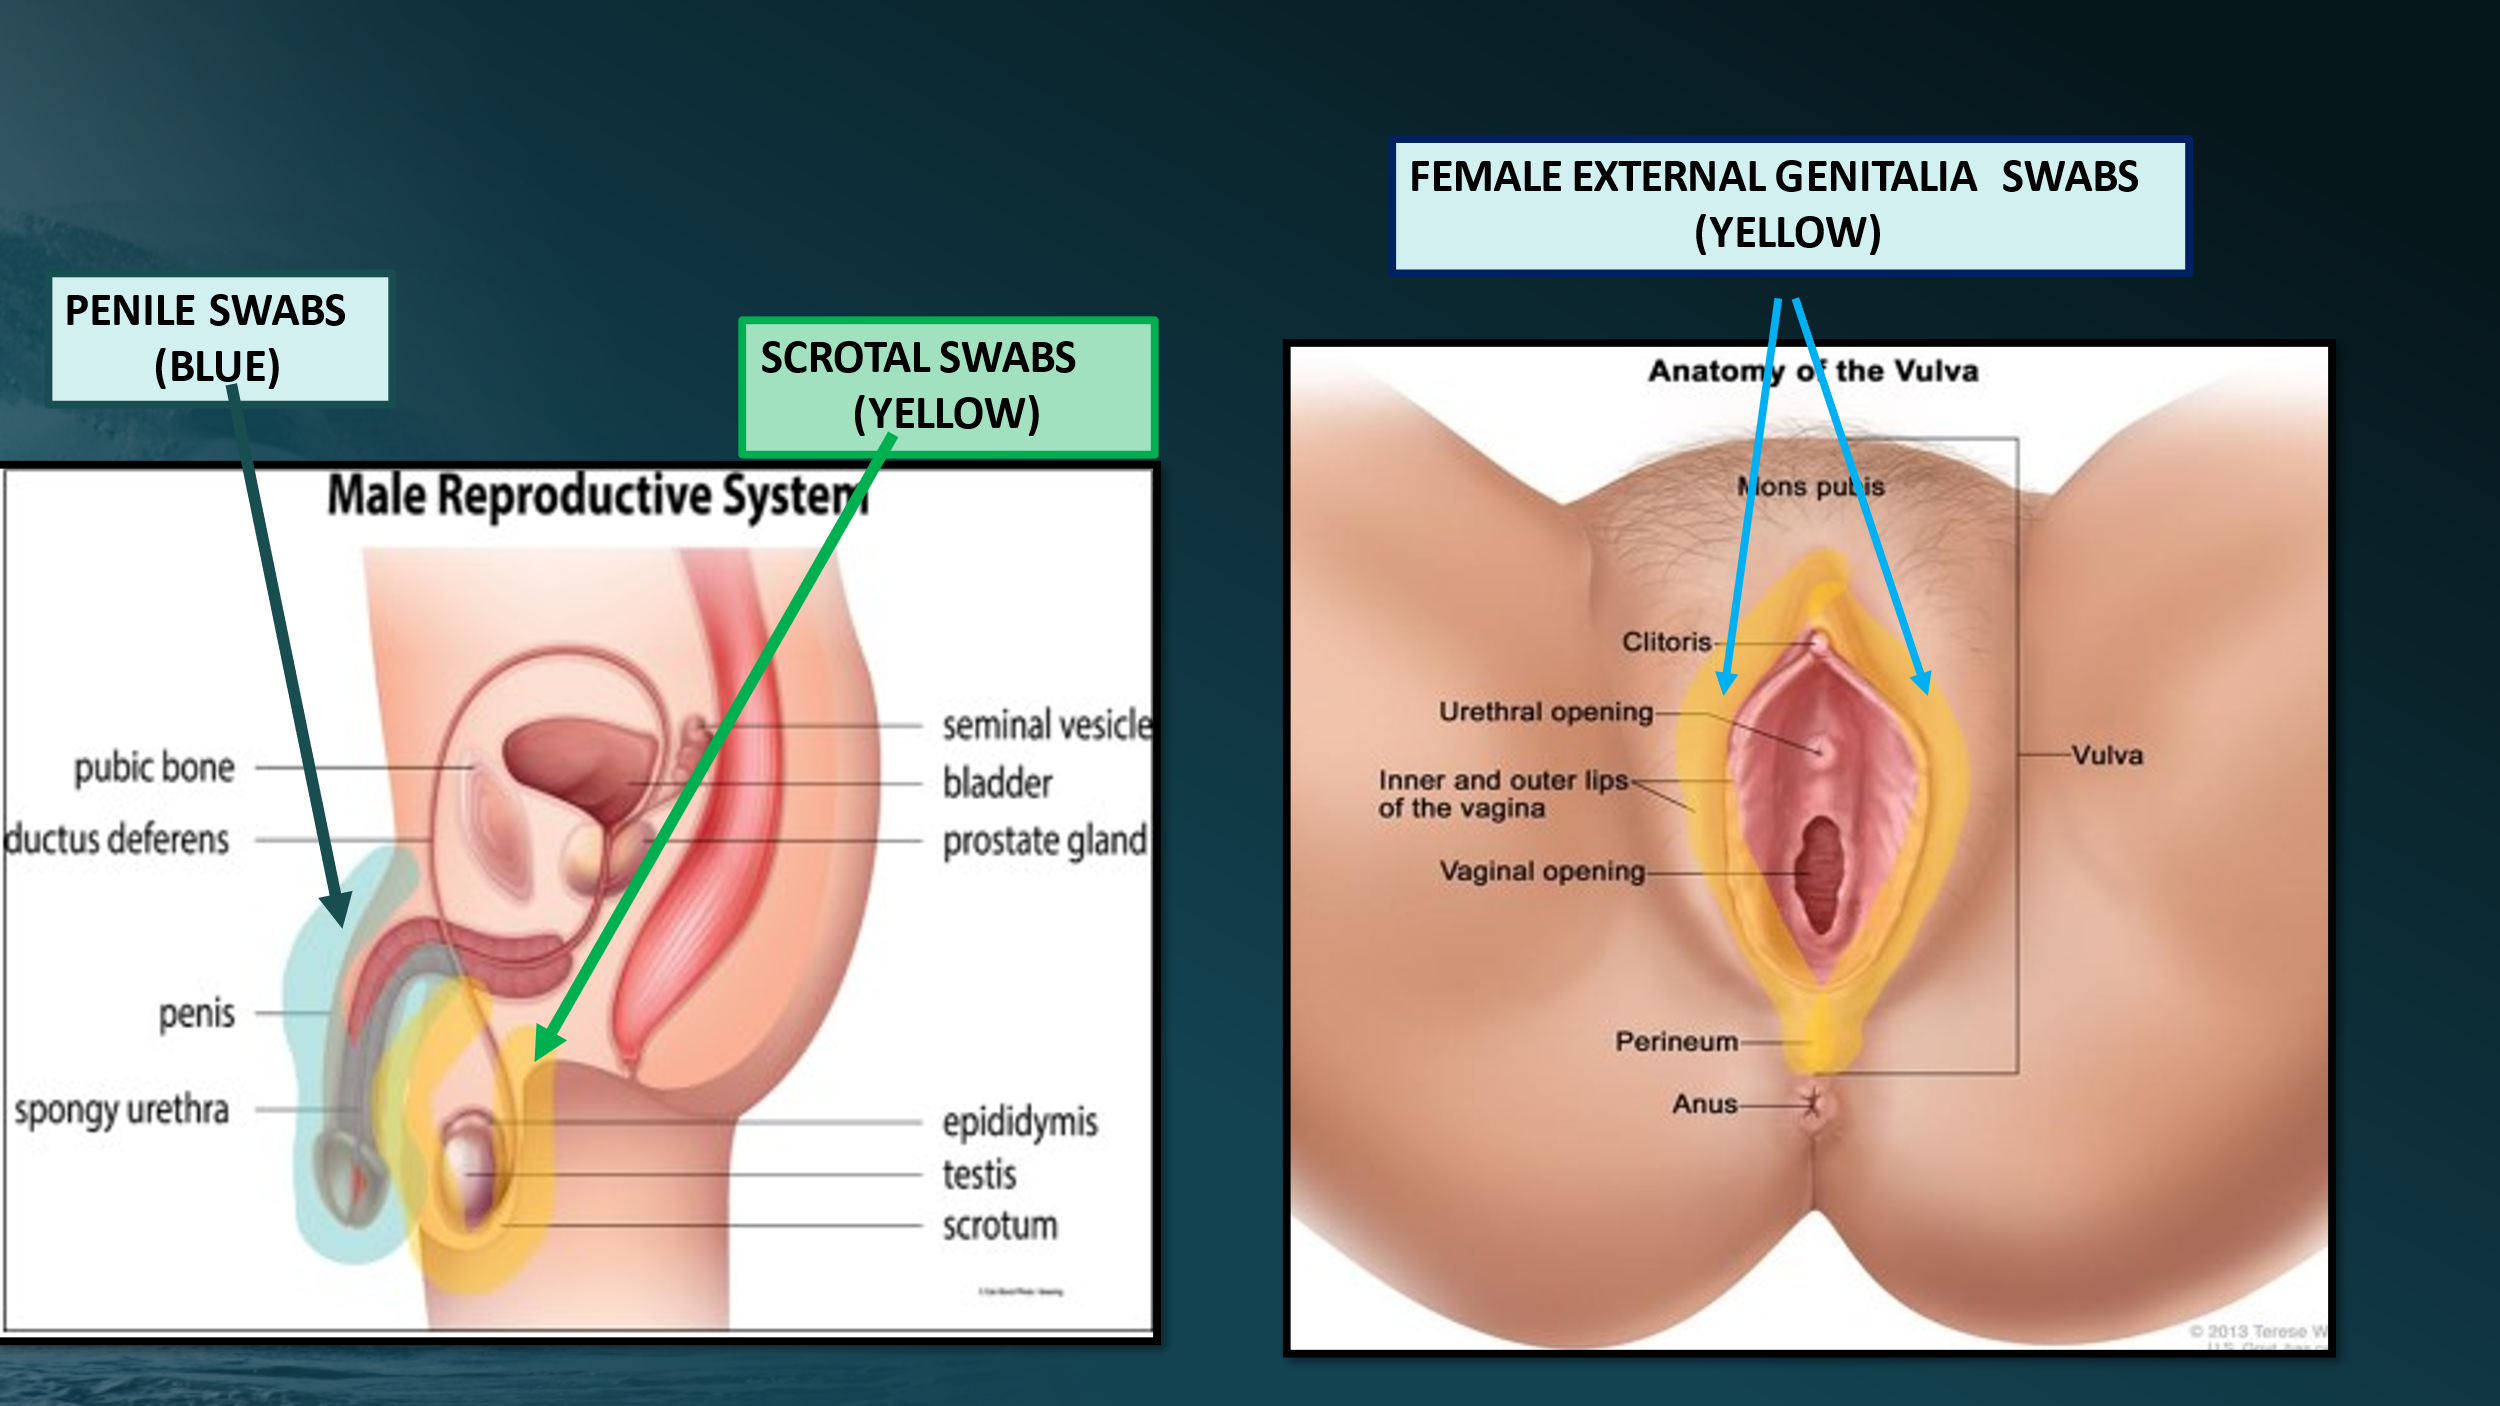 FEMALE EXTERNAL GENITALIA SWABS
(YELLOW)
PENILE SWABS
(BLUE)
SCROTAL SWABS
(YELLOW)
Male Reproductive System
pubic bone
ductus deferens
penis
spongy urethra
seminal vesicle
bladder
prostate gland
epididymis
testis
scrotum
Anatomy of the Vulva
Mons pubis
Clitoris
Urethral opening
Inner and outer lips
of the vagina
Vaginal opening
Vulva
Perineum
Anus
© 2013 Terese W